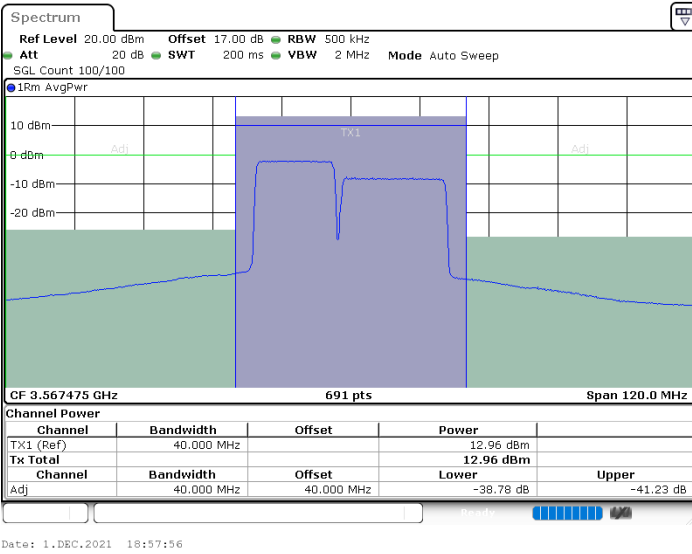 Spectrum
Ref Level 20.00 dBm Offset 17.00 dB RBW 500 kHz
Att 20 dB SWT 200 ms VBW 2 MHz Mode Auto Sweep
SGL Count 100/100
1Rm AvgPwr
10 dBm
TX1
Adj
Adj
0 dBm
-10 dBm
-20 dBm
CF 3.567475 GHz 691 pts Span 120.0 MHz
Channel Power
Channel Bandwidth Offset Power
TX1 (Ref) 40.000 MHz 12.96 dBm
Tx Total 12.96 dBm
Channel Bandwidth Offset Lower Upper
Adj 40.000 MHz 40.000 MHz -38.78 dB -41.23 dB
Ready
Date: 1.DEC.2021 18:57:56